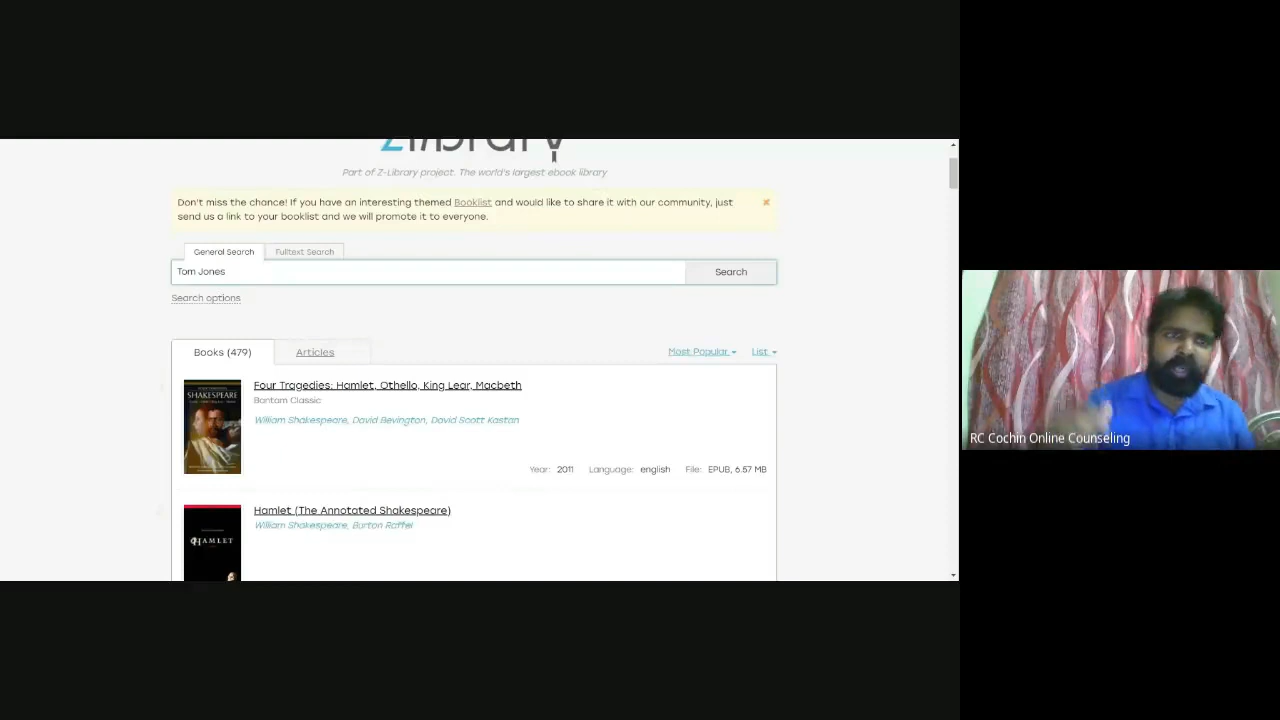 Part of Z-Library project. The world's largest ebook library
Don't miss the chance! If you have an interesting themed Booklist and would like to share it with our community, just
send us a link to your booklist and we will promote it to everyone.
General Search Fulltext Search
Tom Jones Search
Search options
Books (479) Articles Most Popular List
Four Tragedies: Hamlet, Othello, King Lear, Macbeth
Bantam Classic
William Shakespeare, David Bevington, David Scott Kastan
Year: 2011 Language: english File: EPUB, 6.57 MB
Hamlet (The Annotated Shakespeare)
William Shakespeare, Burton Raffel
SHAKESPEARE
HAMLET
RC Cochin Online Counseling